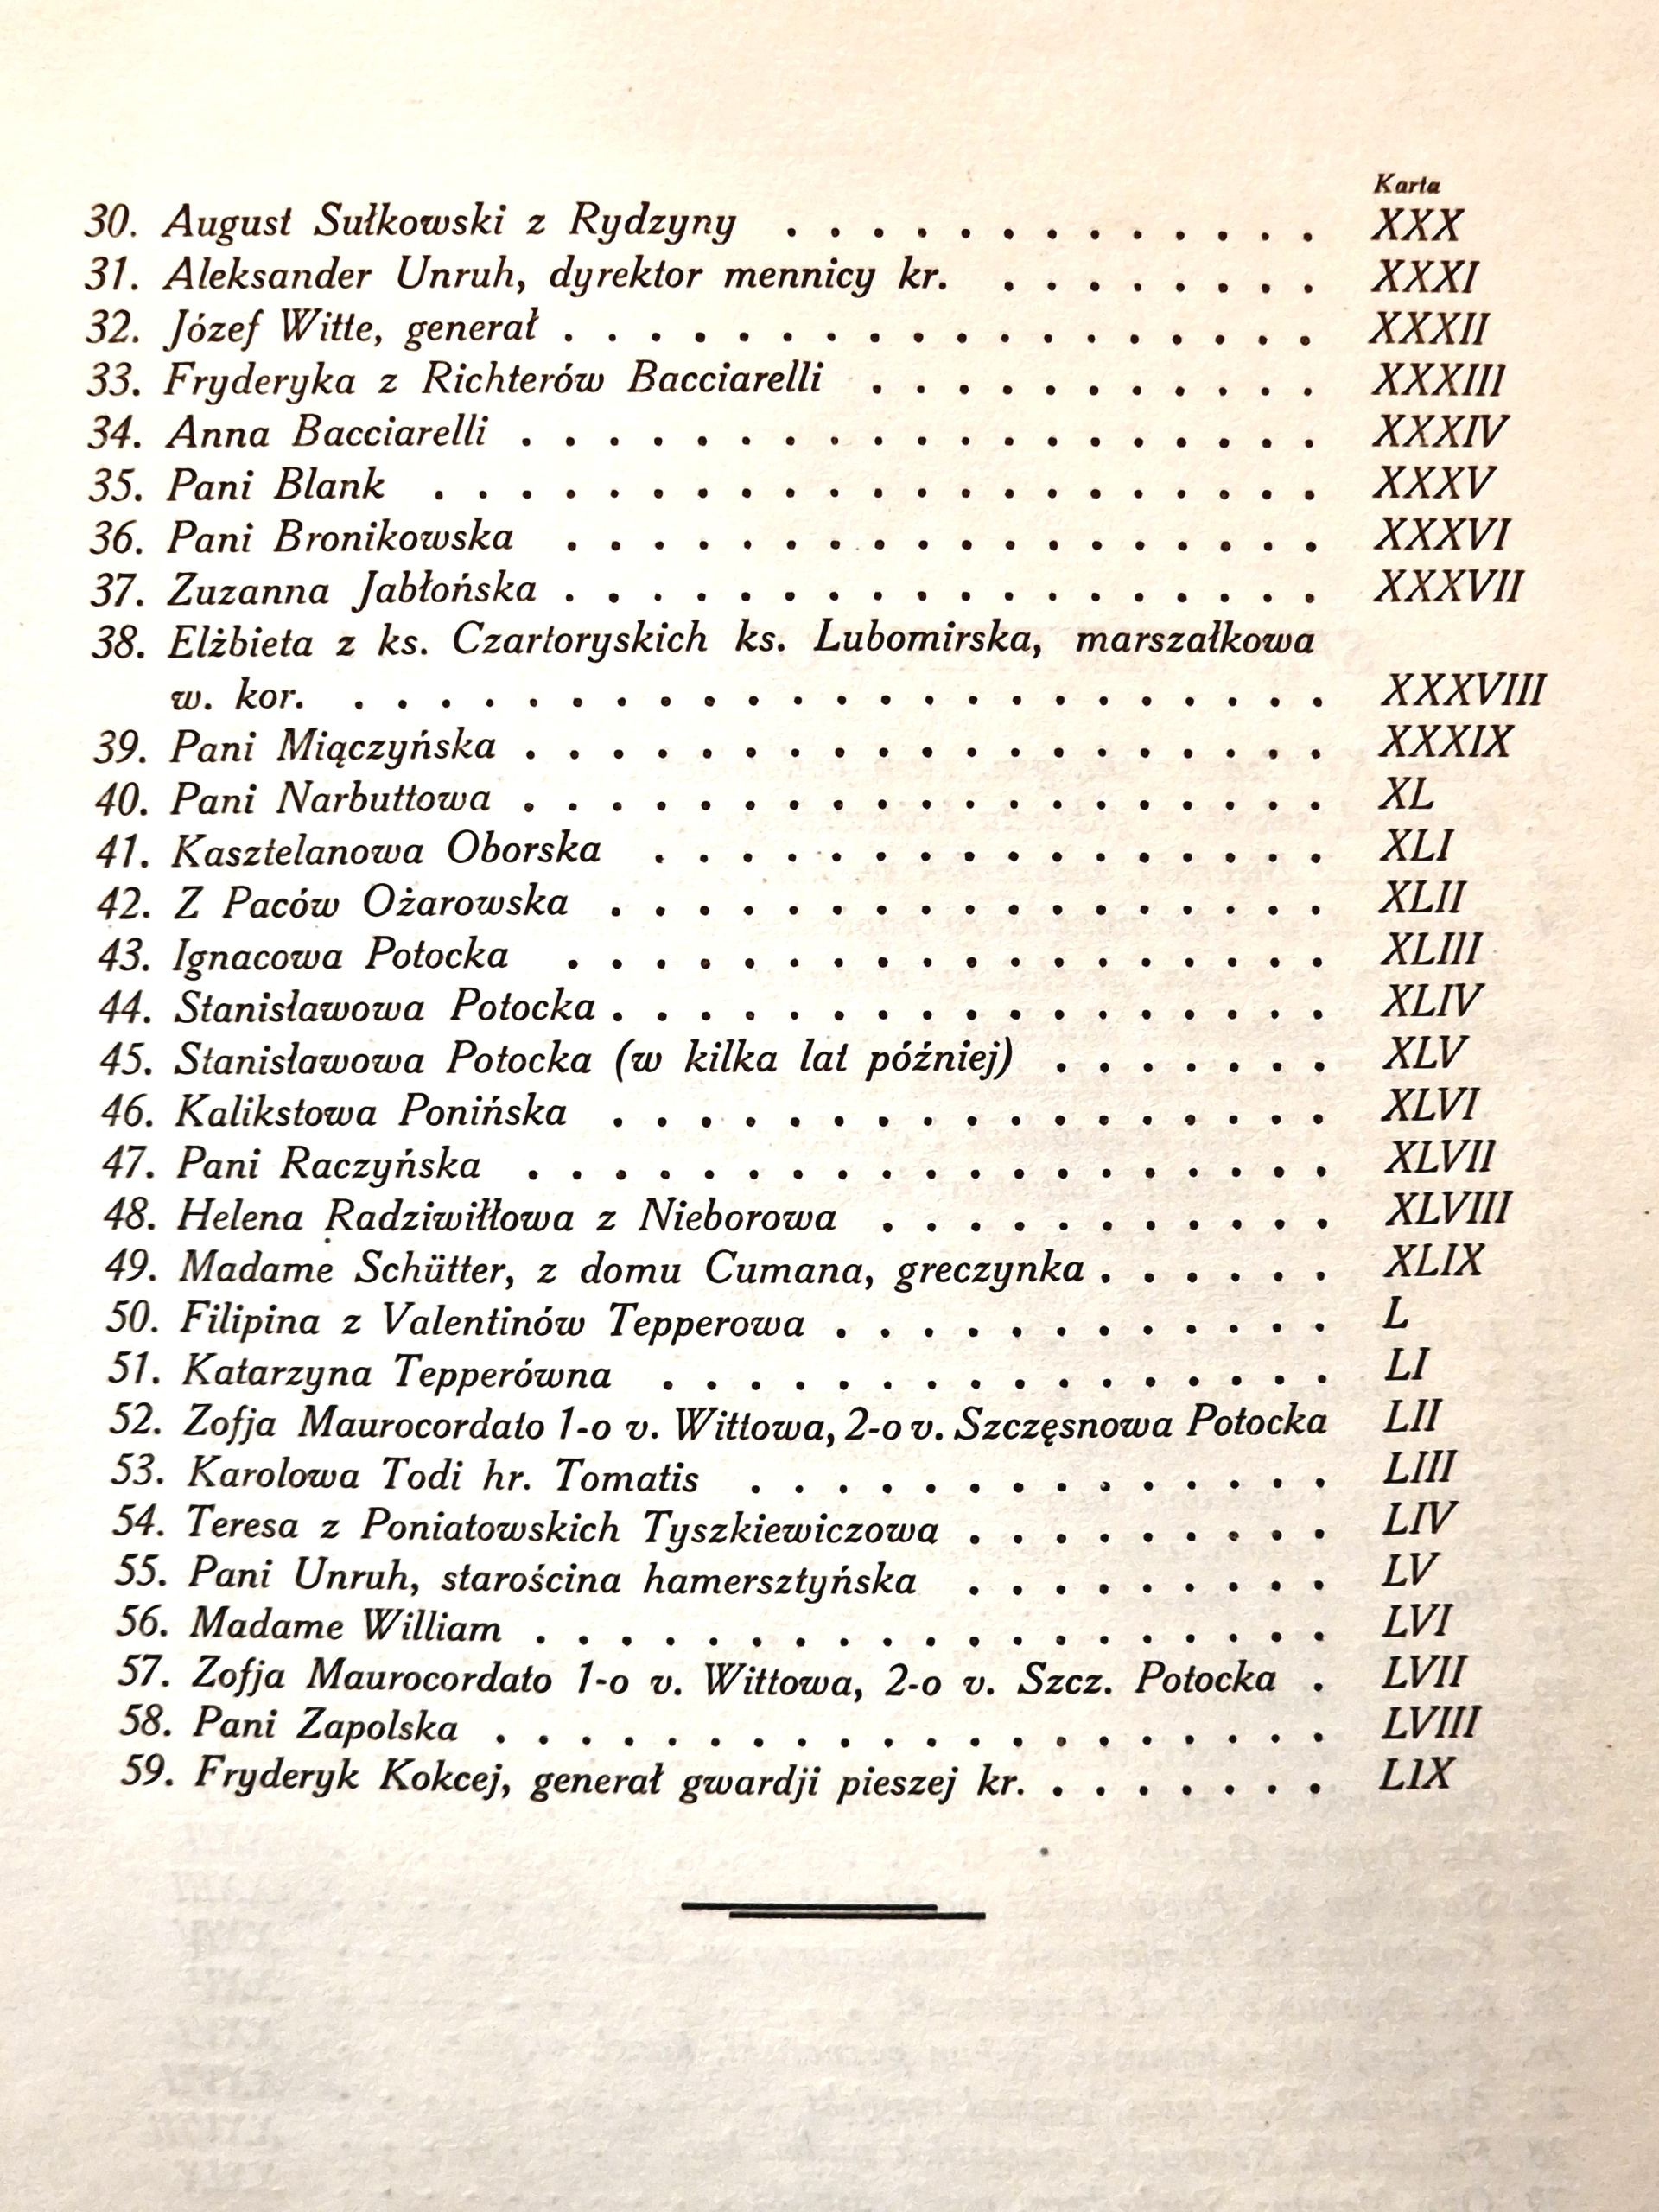 Karta
30. August Sułkowski z Rydzyny . . . . . . . . . . . . . XXX
31. Aleksander Unruh, dyrektor mennicy kr. . . . . . . . . XXXI
32. Józef Witte, generał . . . . . . . . . . . . . . . . . . XXXII
33. Fryderyka z Richterów Bacciarelli . . . . . . . . . . . XXXIII
34. Anna Bacciarelli . . . . . . . . . . . . . . . . . . . XXXIV
35. Pani Blank . . . . . . . . . . . . . . . . . . . . . XXXV
36. Pani Bronikowska . . . . . . . . . . . . . . . . . . XXXVI
37. Zuzanna Jabłońska . . . . . . . . . . . . . . . . . . XXXVII
38. Elżbieta z ks. Czartoryskich ks. Lubomirska, marszałkowa
w. kor. . . . . . . . . . . . . . . . . . . . . . . . XXXVIII
39. Pani Miączyńska . . . . . . . . . . . . . . . . . . . XXXIX
40. Pani Narbuttowa . . . . . . . . . . . . . . . . . . . XL
41. Kasztelanowa Oborska . . . . . . . . . . . . . . . . XLI
42. Z Paców Ożarowska . . . . . . . . . . . . . . . . . XLII
43. Ignacowa Potocka . . . . . . . . . . . . . . . . . . XLIII
44. Stanisławowa Potocka . . . . . . . . . . . . . . . . . XLIV
45. Stanisławowa Potocka (w kilka lat później) . . . . . . . XLV
46. Kalikstowa Ponińska . . . . . . . . . . . . . . . . . XLVI
47. Pani Raczyńska . . . . . . . . . . . . . . . . . . . XLVII
48. Helena Radziwiłłowa z Nieborowa . . . . . . . . . . . XLVIII
49. Madame Schütter, z domu Cumana, greczynka . . . . . . XLIX
50. Filipina z Valentinów Tepperowa . . . . . . . . . . . . L
51. Katarzyna Tepperówna . . . . . . . . . . . . . . . . LI
52. Zofja Maurocordato 1-o v. Wittowa, 2-o v. Szczęsnowa Potocka LII
53. Karolowa Todi hr. Tomatis . . . . . . . . . . . . . . LIII
54. Teresa z Poniatowskich Tyszkiewiczowa . . . . . . . . . LIV
55. Pani Unruh, starościna hamersztyńska . . . . . . . . . LV
56. Madame William . . . . . . . . . . . . . . . . . . . LVI
57. Zofja Maurocordato 1-o v. Wittowa, 2-o v. Szcz. Potocka . LVII
58. Pani Zapolska . . . . . . . . . . . . . . . . . . . . LVIII
59. Fryderyk Kokcej, generał gwardji pieszej kr. . . . . . . . LIX